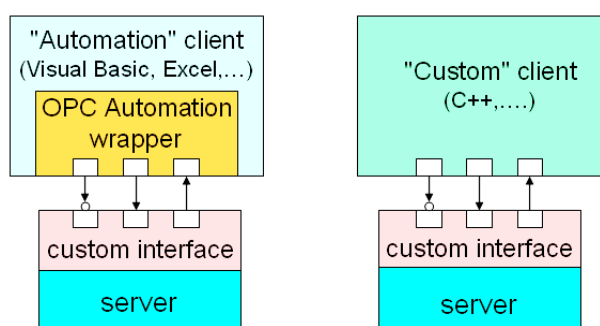 "Automation" client
(Visual Basic, Excel,...)
OPC Automation
wrapper
custom interface
server
"Custom" client
(C++,....)
custom interface
server